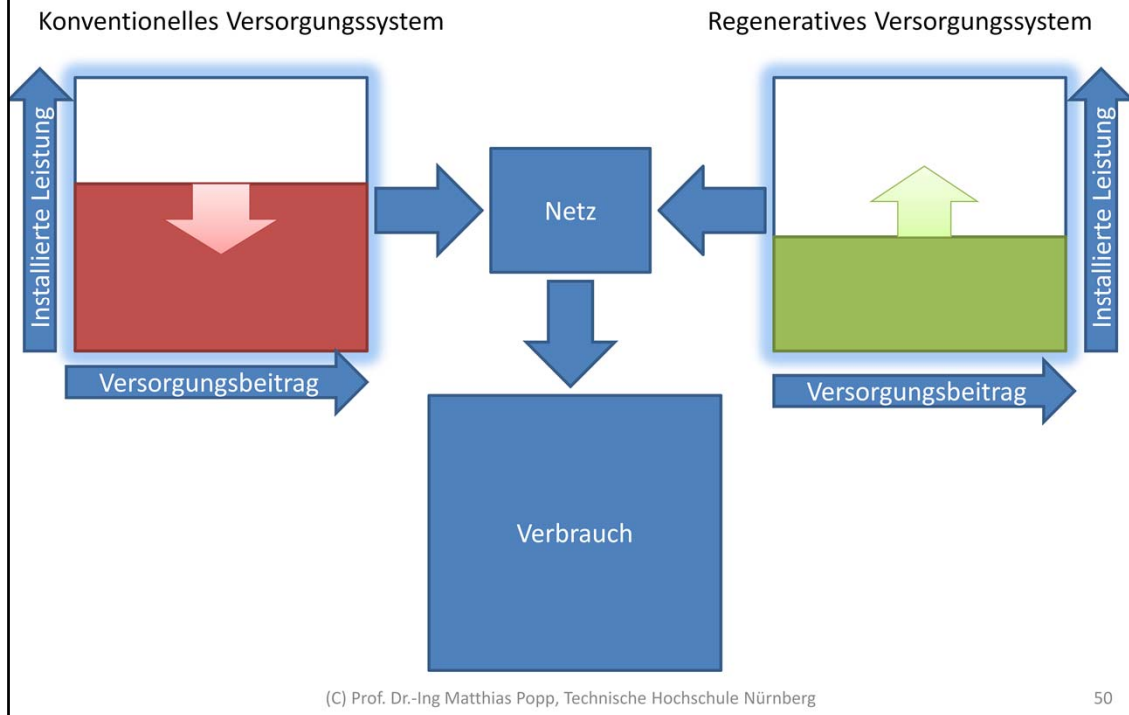 Konventionelles Versorgungssystem
Regeneratives Versorgungssystem
Installierte Leistung
Netz
Installierte Leistung
Versorgungsbeitrag
Versorgungsbeitrag
Verbrauch
(C) Prof. Dr.-Ing Matthias Popp, Technische Hochschule Nürnberg
50